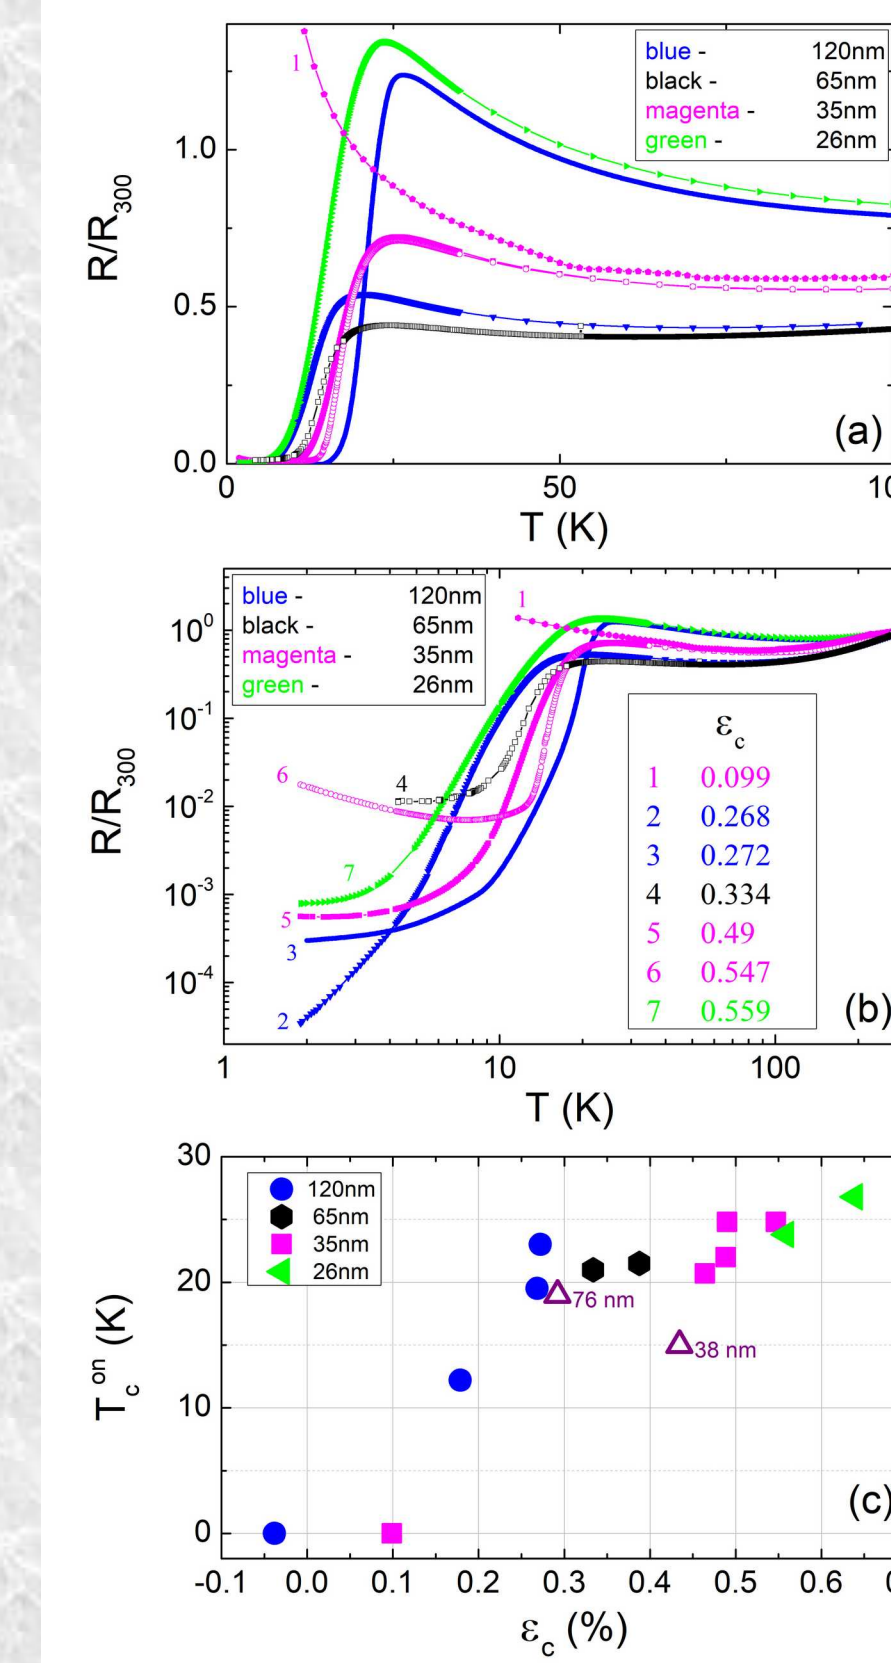 1
blue - 120nm
black - 65nm
magenta - 35nm
green - 26nm
1.0
0.5
0.0
R/R300
(a)
0 50 10
T (K)
blue - 120nm
black - 65nm
magenta - 35nm
green - 26nm
1
10^0
10^-1
10^-2
10^-3
10^-4
R/R300
6
4
7
5
3
2
εc
1 0.099
2 0.268
3 0.272
4 0.334
5 0.49
6 0.547
7 0.559
(b)
1 10 100
T (K)
30
20
10
0
Tc^on (K)
120nm
65nm
35nm
26nm
76 nm
38 nm
(c)
-0.1 0.0 0.1 0.2 0.3 0.4 0.5 0.6
εc (%)